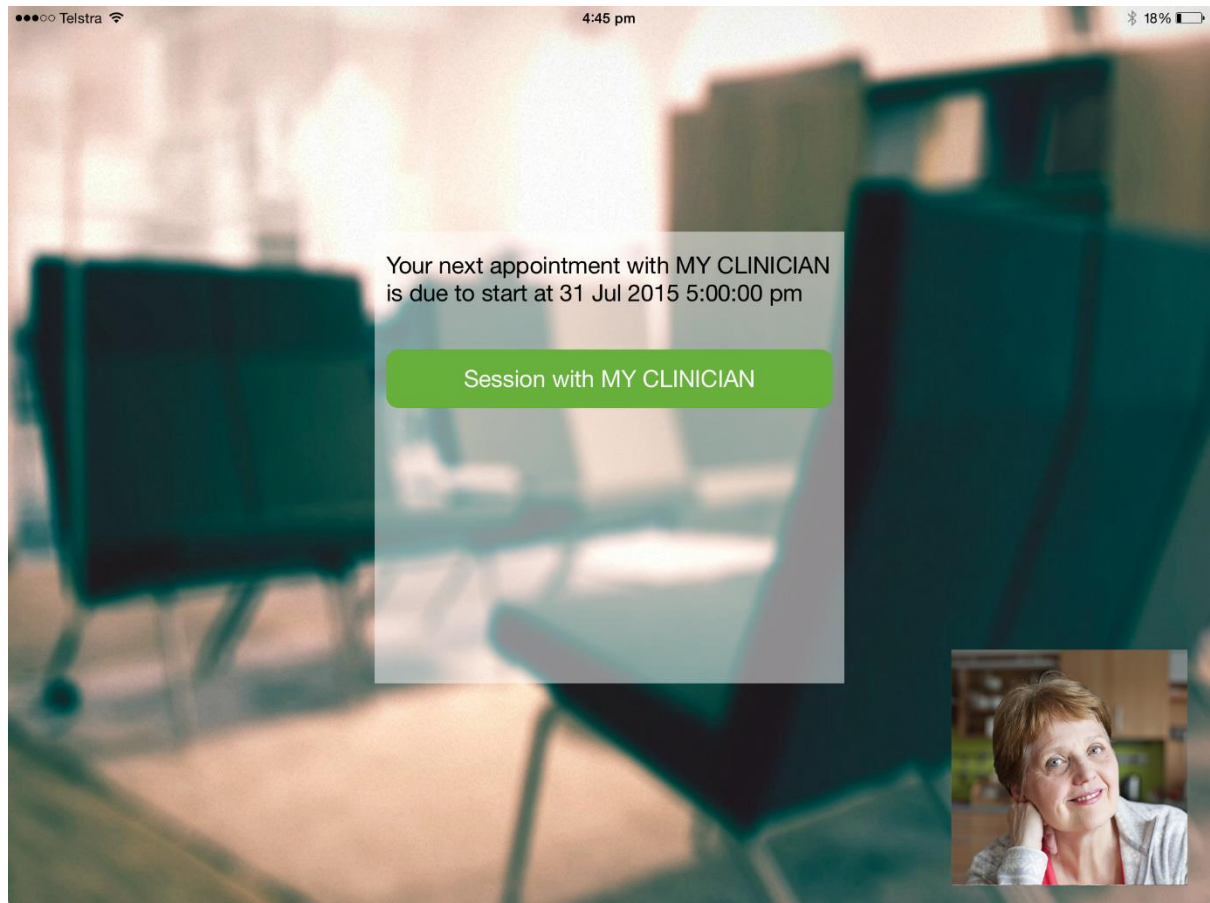 Telstra
4:45 pm
18%
Your next appointment with MY CLINICIAN
is due to start at 31 Jul 2015 5:00:00 pm
Session with MY CLINICIAN